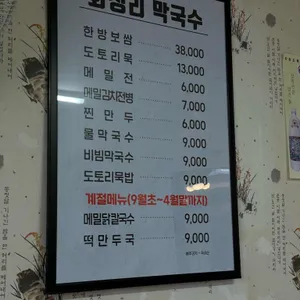 막국수
한방보쌈 38,000
도토리묵 13,000
메밀전 6,000
메밀김치전병 7,000
찐만두 6,000
물막국수 9,000
비빔막국수 9,000
도토리묵밥 9,000
계절메뉴(9월초~4월말까지)
메밀닭칼국수 9,000
떡만두국 9,000